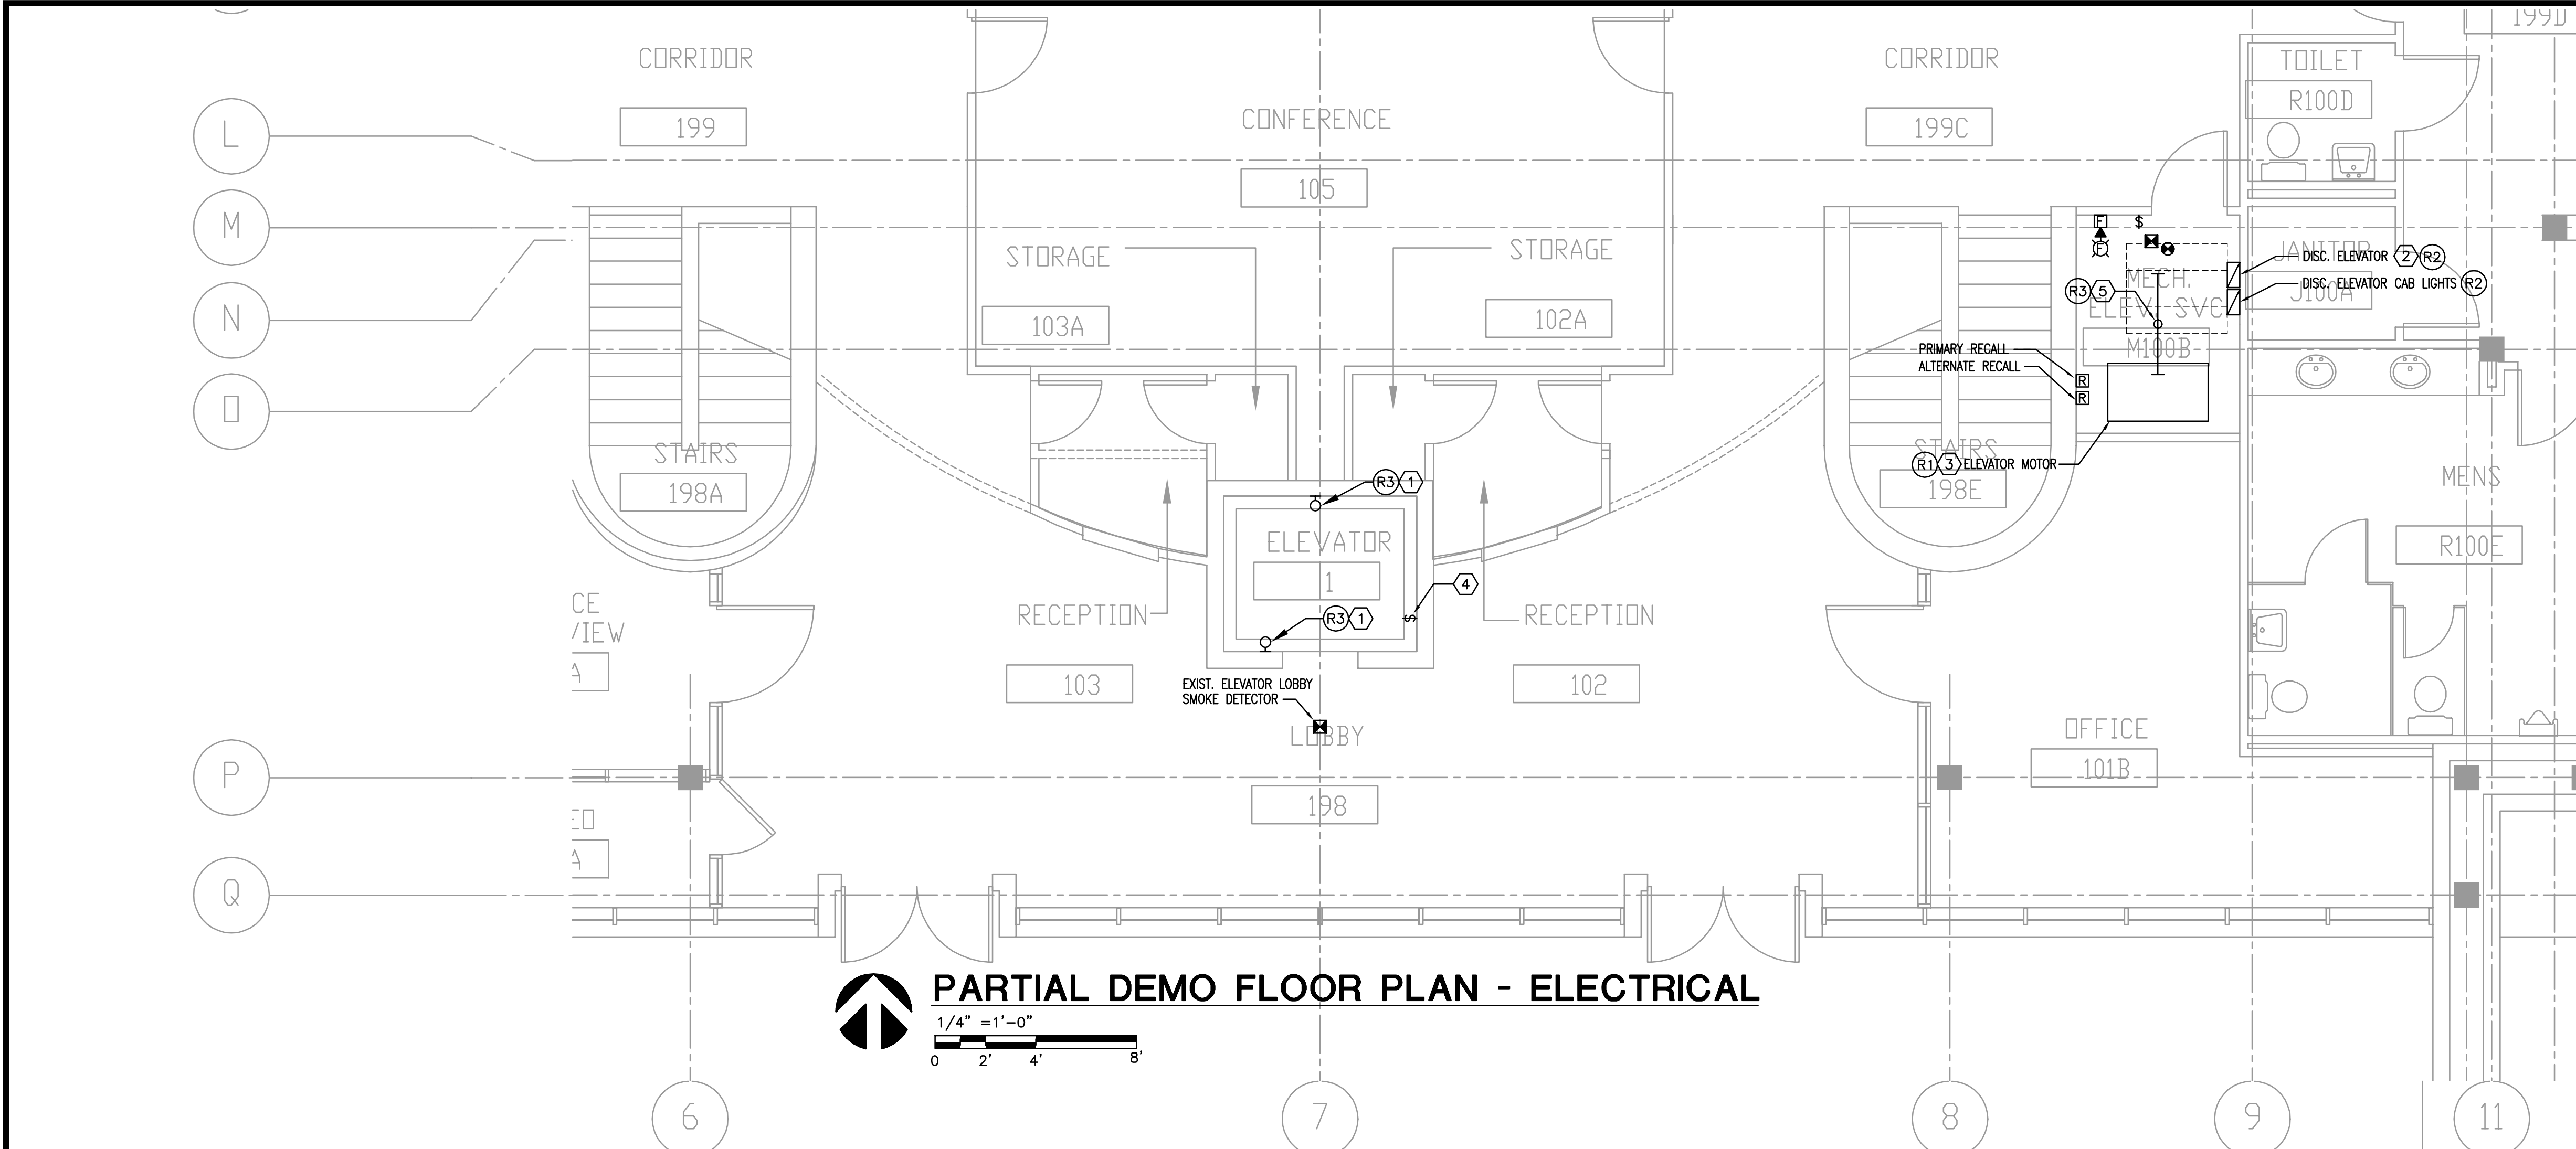 199D
CORRIDOR
199
CONFERENCE
105
CORRIDOR
199C
TOILET
R100D
L
M
N
O
STORAGE
103A
STORAGE
102A
F
F
$
JANITOR
J100A
DISC. ELEVATOR 2 R2
DISC. ELEVATOR CAB LIGHTS R2
R3 5
MECH.
ELEV. SVC
M100B
PRIMARY RECALL
ALTERNATE RECALL
R
R
STAIRS
198A
STAIRS
198E
R1 3 ELEVATOR MOTOR
MENS
R100E
R3 1
ELEVATOR
1
4
$
R3 1
CE
VIEW
A
RECEPTION
103
RECEPTION
102
EXIST. ELEVATOR LOBBY
SMOKE DETECTOR
LOBBY
198
OFFICE
101B
P
EO
A
Q
PARTIAL DEMO FLOOR PLAN - ELECTRICAL
1/4" =1'-0"
0 2' 4' 8'
6
7
8
9
11